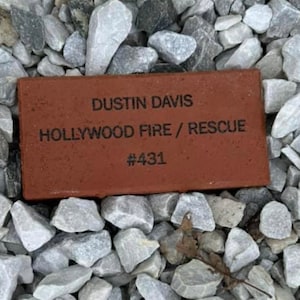 DUSTIN DAVIS
HOLLYWOOD FIRE / RESCUE
#431